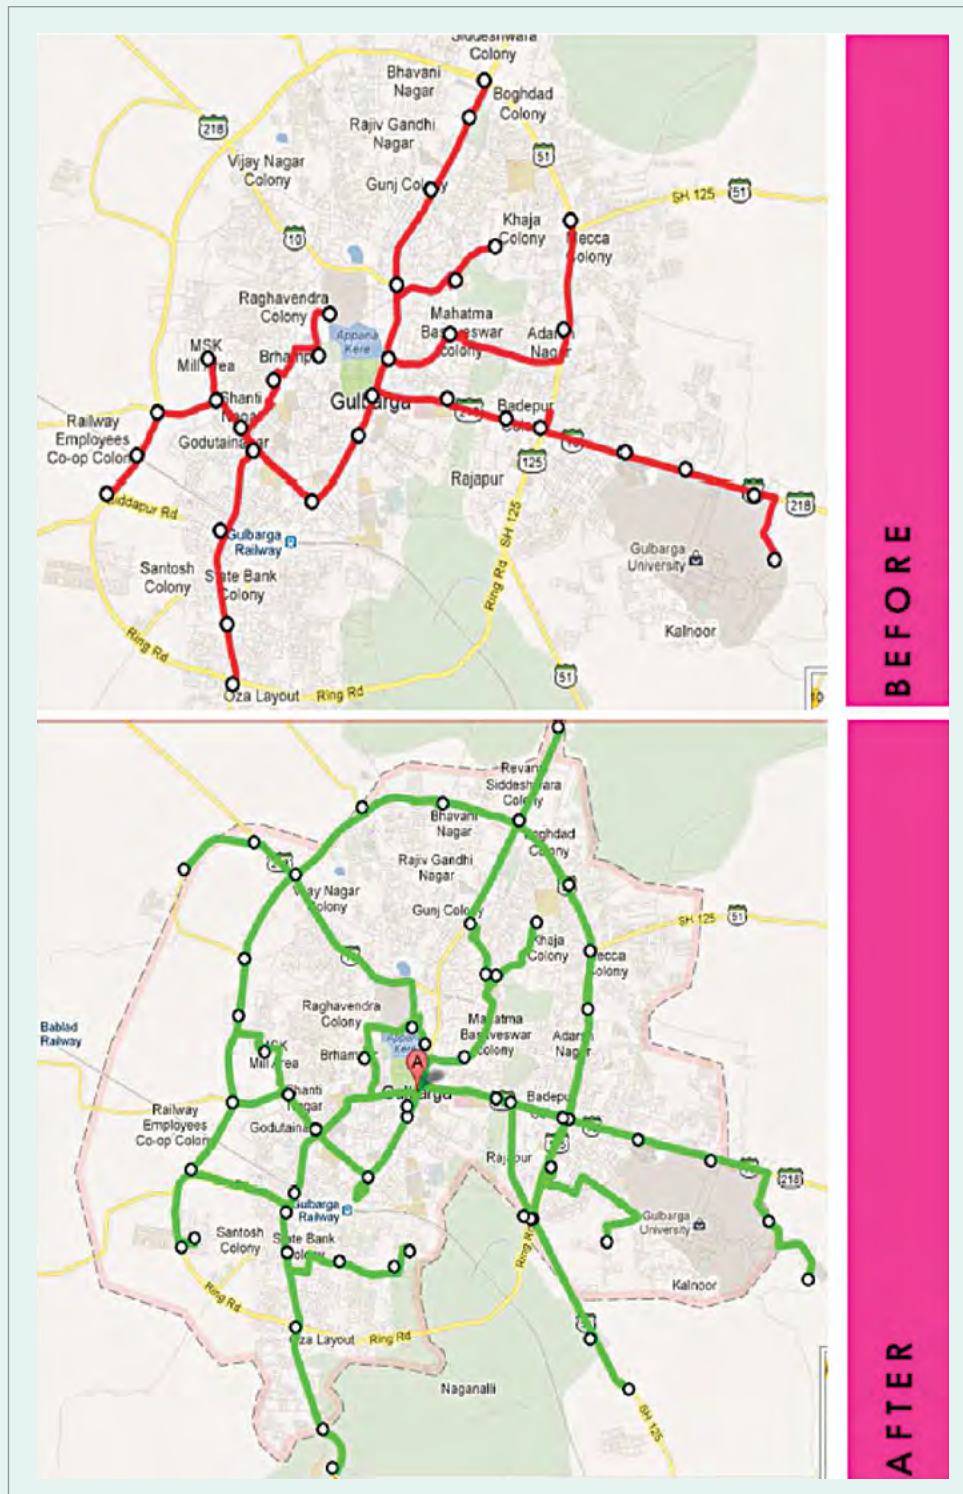 Siddeshwara
Colony
Bhavani
Nagar
Boghdad
Colony
218
Rajiv Gandhi
Nagar
51
Vijay Nagar
Colony
Gunj Colony
SH 125
51
Khaja
Colony
Mecca
Colony
10
Raghavendra
Colony
Mahatma
Basaveswar
colony
Appana
Kere
Adarsh
Nagar
MSK
Mill Area
Brhampur
Shanti
Nagar
Gulbarga
Badepur
Railway
Employees
Co-op Colony
Godutainagar
125
Rajapur
218
Siddapur Rd
SH 125
Gulbarga
Railway
Gulbarga
University
Santosh
Colony
State Bank
Colony
Ring Rd
Ring Rd
Kalnoor
51
Oza Layout
Ring Rd
10
BEFORE
Revan
Siddeshwara
Colony
Bhavani
Nagar
Boghdad
Colony
Rajiv Gandhi
Nagar
Vijay Nagar
Colony
Gunj Colony
SH 125
51
Khaja
Colony
Mecca
Colony
Raghavendra
Colony
Mahatma
Basaveswar
colony
Adarsh
Nagar
Bablad
Railway
Appana
Kere
MSK
Mill Area
Brhampur
A
Shanti
Nagar
Gulbarga
Badepur
Railway
Employees
Co-op Colony
Godutainagar
Rajapur
218
Gulbarga
Railway
Gulbarga
University
Santosh
Colony
State Bank
Colony
Ring Rd
Kalnoor
Ring Rd
Oza Layout
Ring Rd
Naganalli
SH 125
AFTER